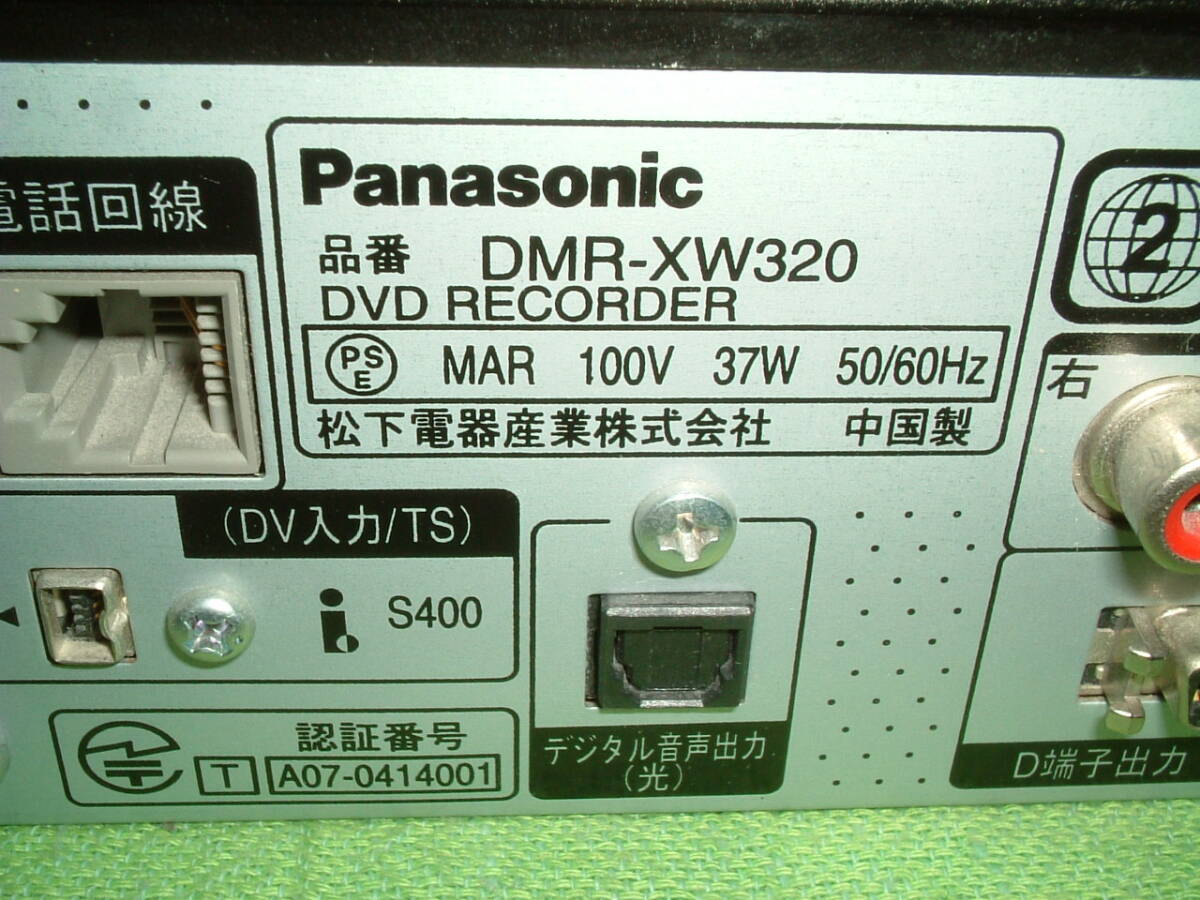 電話回線
Panasonic
品番 DMR-XW320
DVD RECORDER
PSE MAR 100V 37W 50/60Hz
松下電器産業株式会社 中国製
2
右
(DV入力/TS)
i S400
認証番号
T A07-0414001
デジタル音声出力
(光)
D端子出力